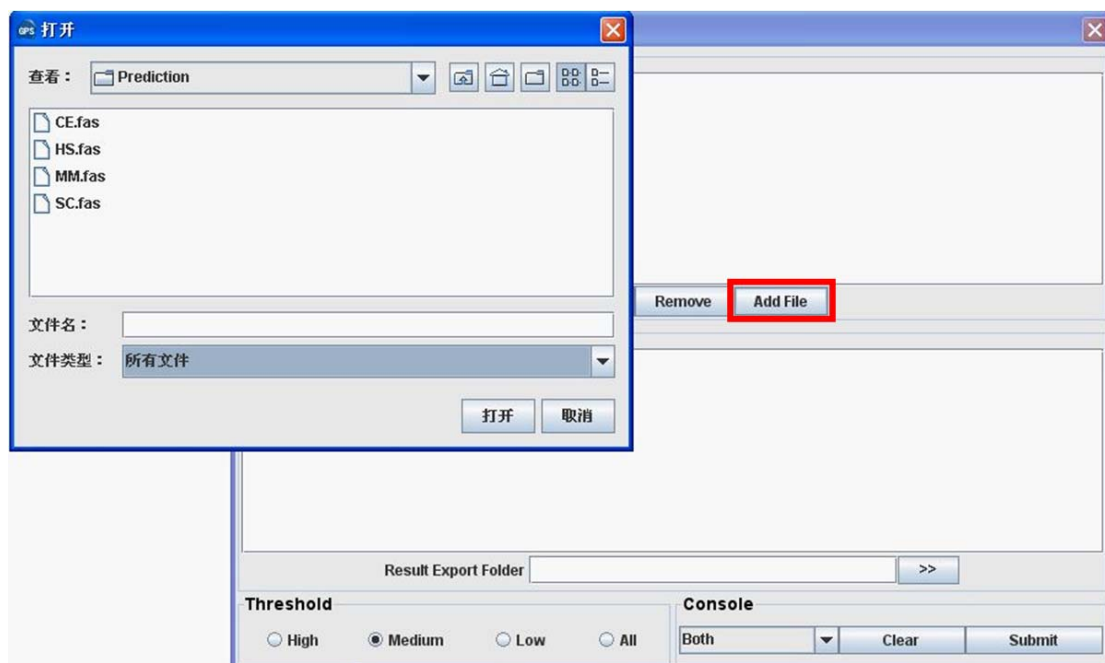 GPS 打开
查看： Prediction
CE.fas
HS.fas
MM.fas
SC.fas
文件名：
文件类型： 所有文件
打开 取消
Remove Add File
Result Export Folder >>
Threshold
High Medium Low All
Console
Both Clear Submit